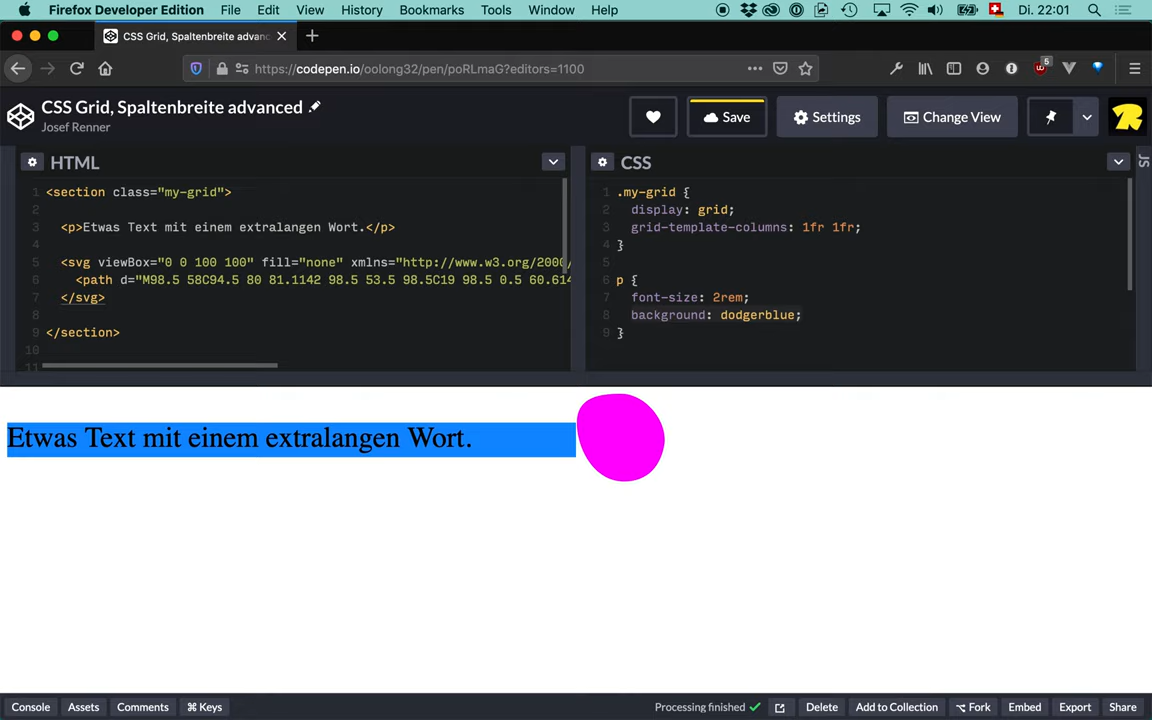 Firefox Developer Edition File Edit View History Bookmarks Tools Window Help Di. 22:01
CSS Grid, Spaltenbreite advanc
https://codepen.io/oolong32/pen/poRLmaG?editors=1100 5
CSS Grid, Spaltenbreite advanced
Josef Renner
Save Settings Change View
HTML
1 <section class="my-grid">
2
3 <p>Etwas Text mit einem extralangen Wort.</p>
4
5 <svg viewBox="0 0 100 100" fill="none" xmlns="http://www.w3.org/2000/
6 <path d="M98.5 58C94.5 80 81.1142 98.5 53.5 98.5C19 98.5 0.5 60.614
7 </svg>
8
9 </section>
10
11
CSS
1 .my-grid {
2 display: grid;
3 grid-template-columns: 1fr 1fr;
4 }
5
6 p {
7 font-size: 2rem;
8 background: dodgerblue;
9 }
JS
Etwas Text mit einem extralangen Wort.
Console Assets Comments ⌘ Keys Processing finished Delete Add to Collection Fork Embed Export Share